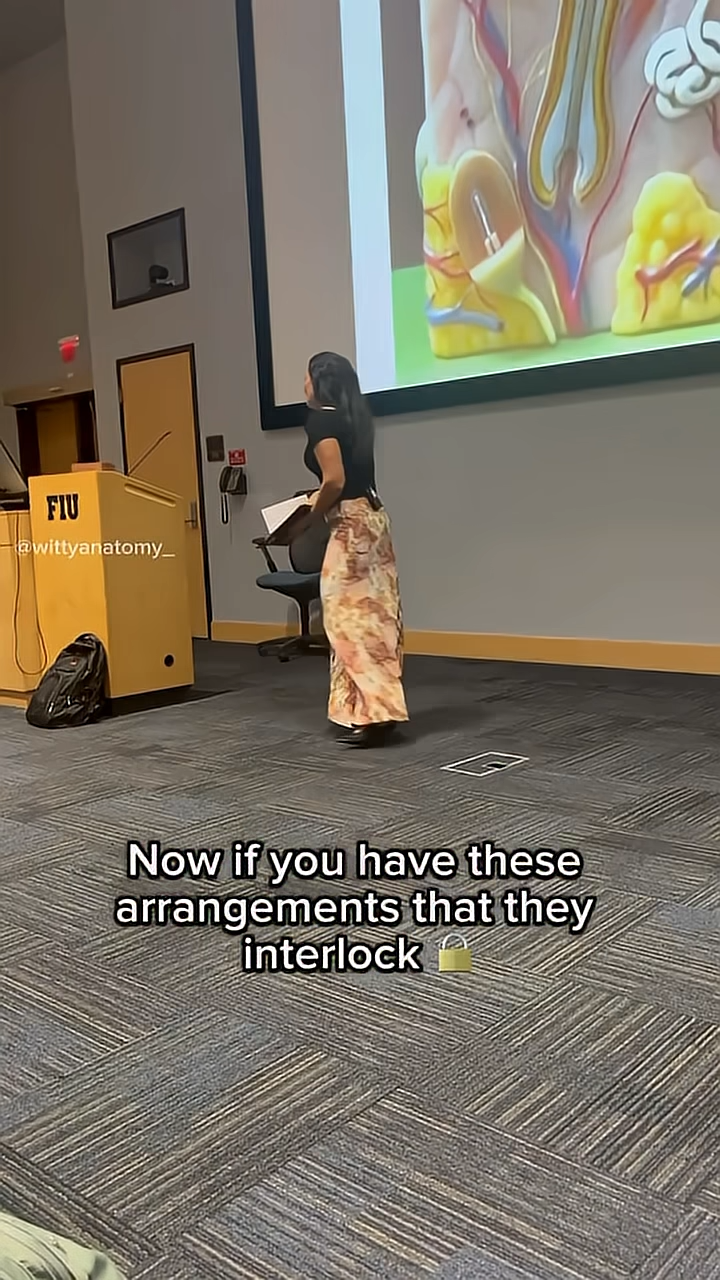 FIU
@wittyanatomy_
Now if you have these
arrangements that they
interlock 🔒